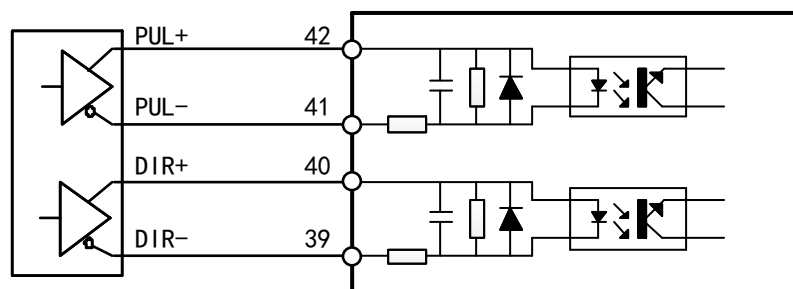 PUL+ 42
PUL- 41
DIR+ 40
DIR- 39